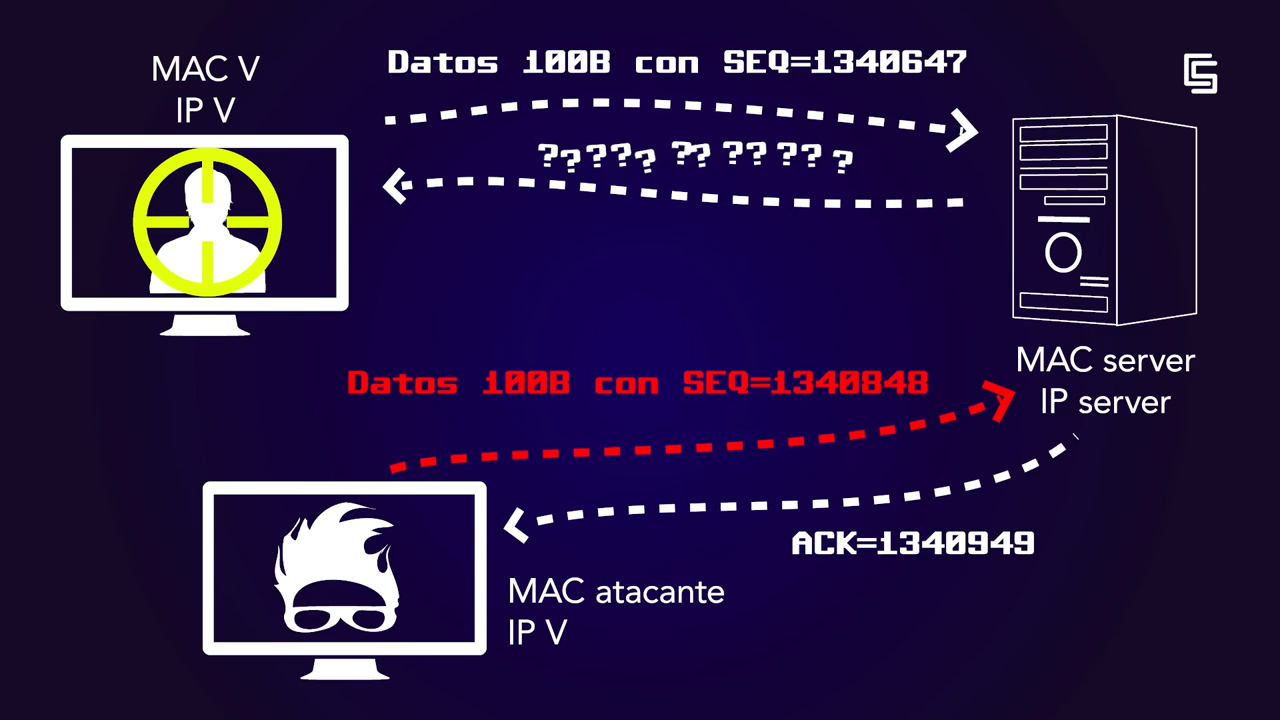 MAC V
IP V
Datos 100B con SEQ=1340647
????? ?? ?? ?? ?
MAC server
IP server
Datos 100B con SEQ=1340848
ACK=1340949
MAC atacante
IP V